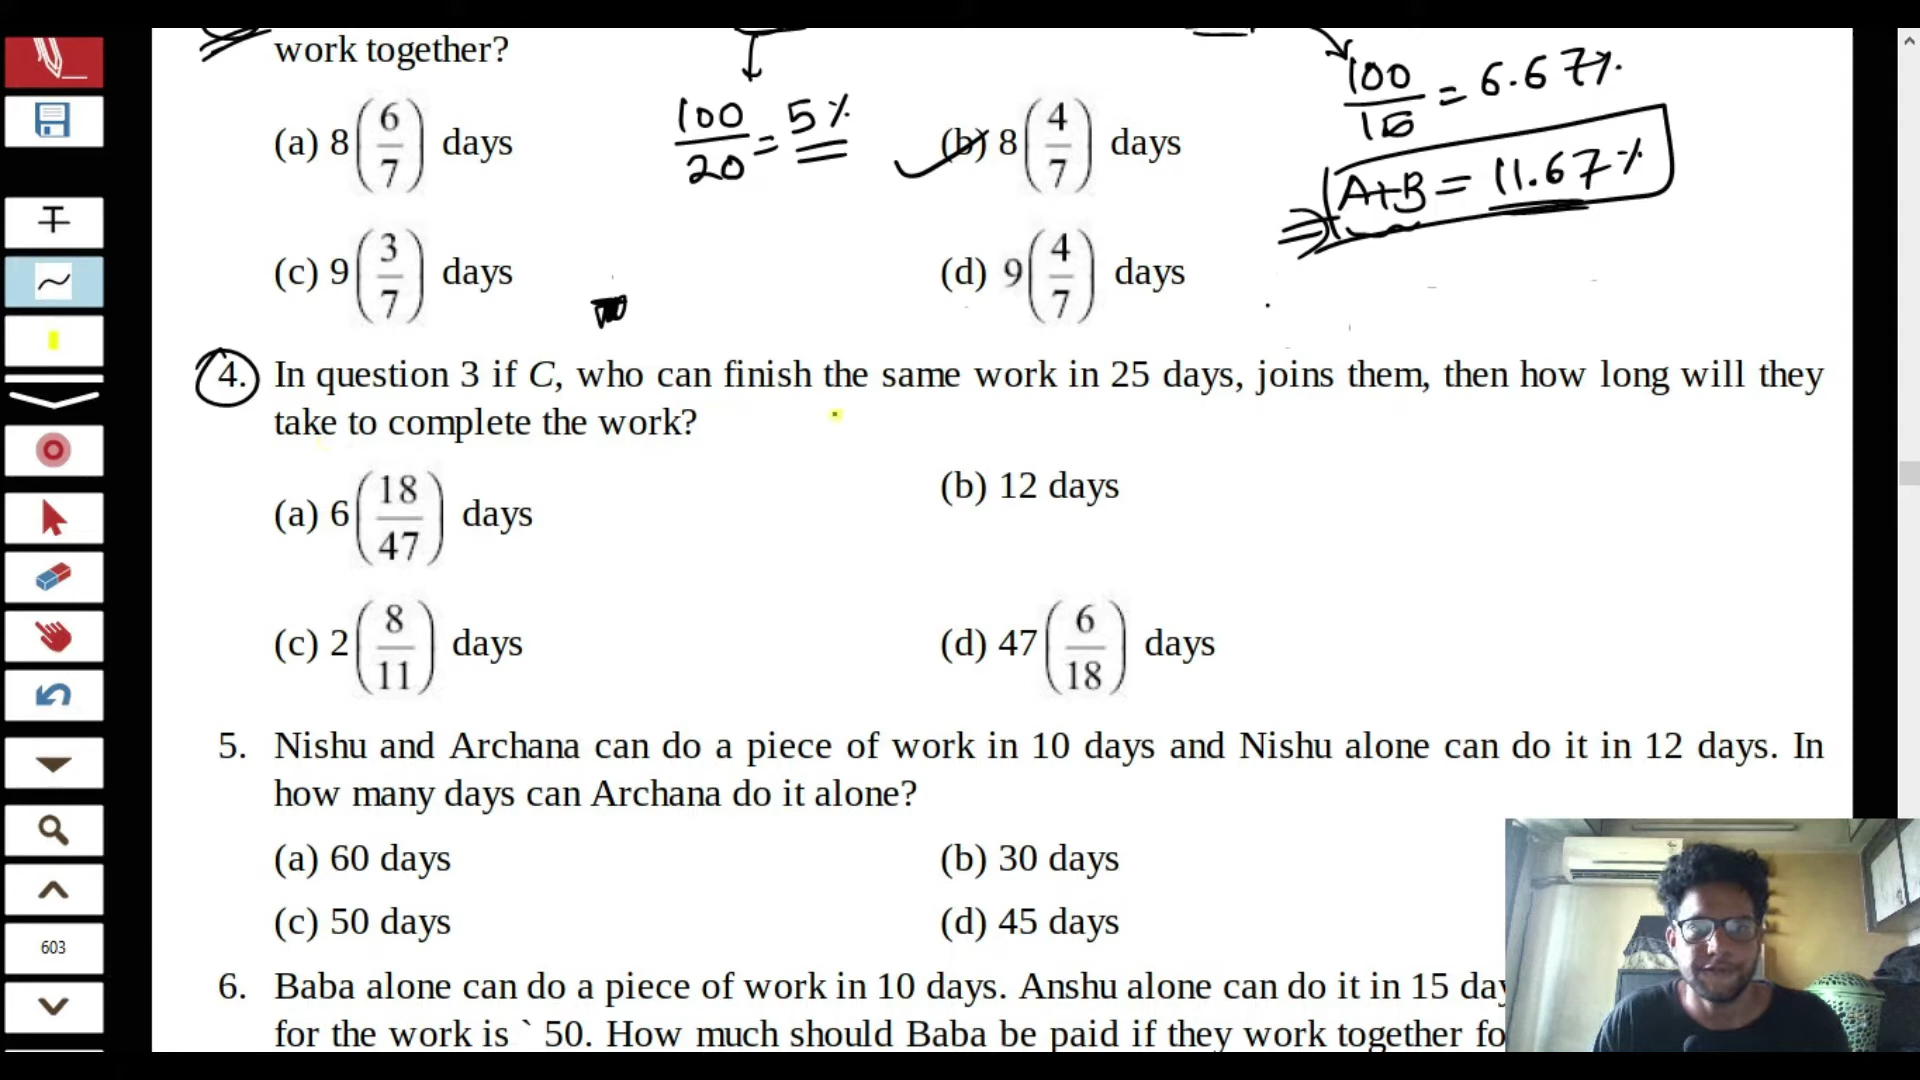 work together?
100/16 = 6.67%
(a) 8(6/7) days
100/20 = 5%
(b) 8(4/7) days
A+B = 11.67%
(c) 9(3/7) days
(d) 9(4/7) days
4. In question 3 if C, who can finish the same work in 25 days, joins them, then how long will they
take to complete the work?
(a) 6(18/47) days
(b) 12 days
(c) 2(8/11) days
(d) 47(6/18) days
5. Nishu and Archana can do a piece of work in 10 days and Nishu alone can do it in 12 days. In
how many days can Archana do it alone?
(a) 60 days
(b) 30 days
(c) 50 days
(d) 45 days
6. Baba alone can do a piece of work in 10 days. Anshu alone can do it in 15 day
for the work is ` 50. How much should Baba be paid if they work together fo
603